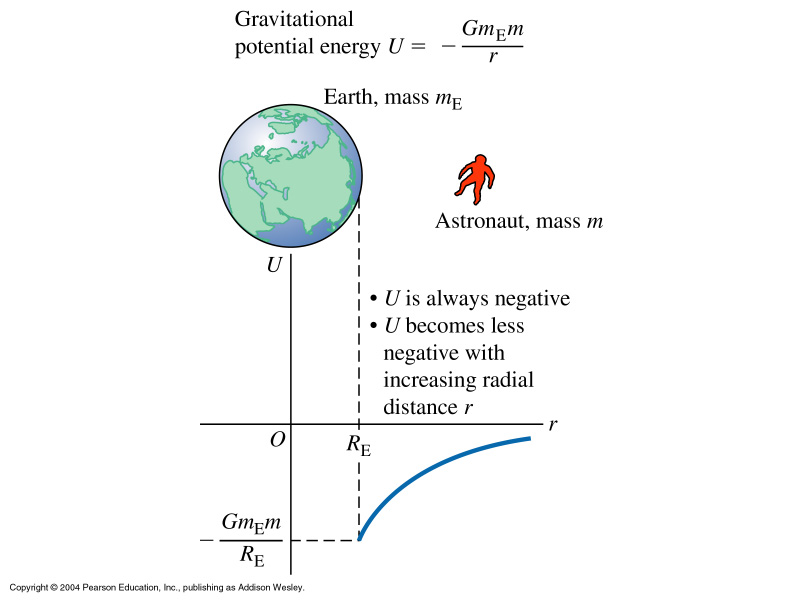 Gravitational
potential energy U = − GmEm / r
Earth, mass mE
Astronaut, mass m
U
• U is always negative
• U becomes less
negative with
increasing radial
distance r
r
O
RE
− GmEm / RE
Copyright © 2004 Pearson Education, Inc., publishing as Addison Wesley.